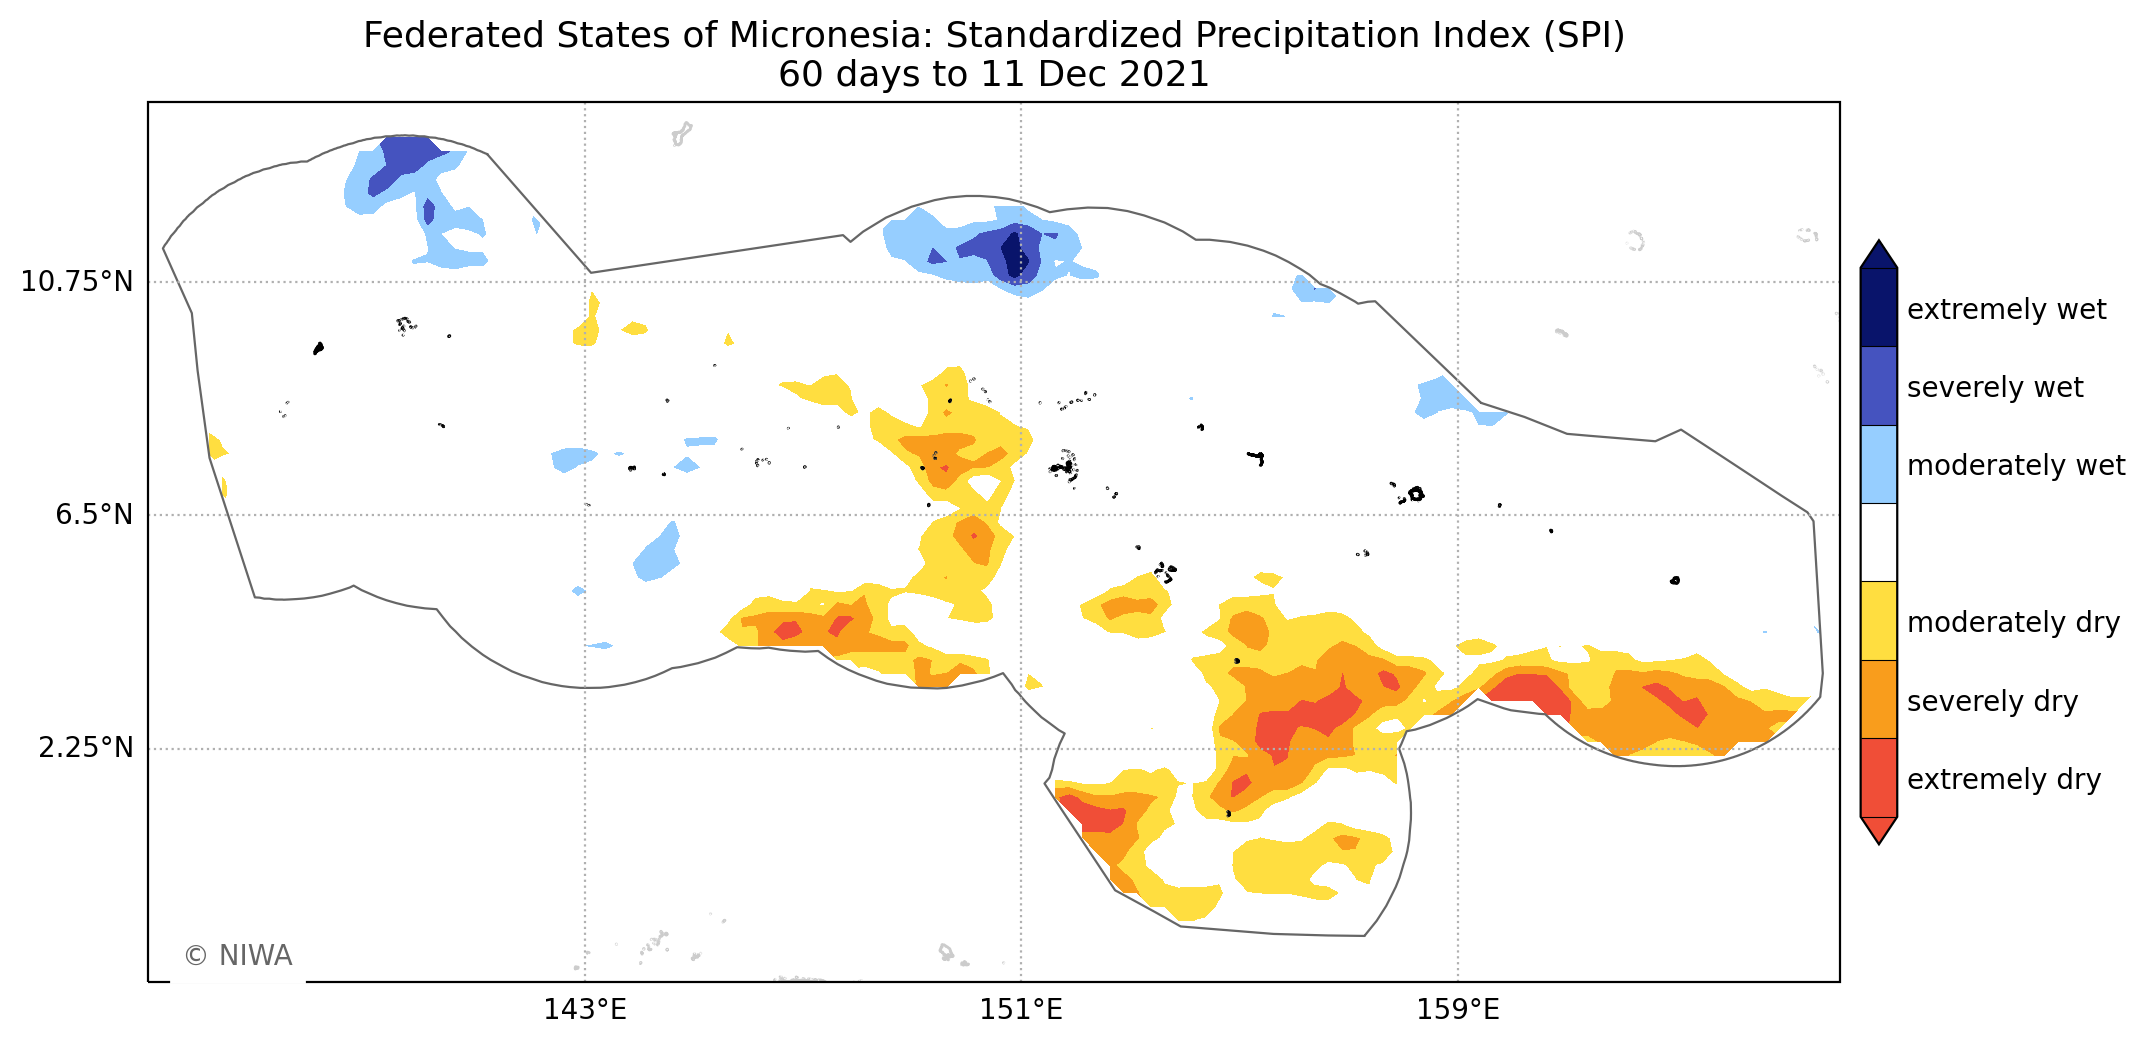 Federated States of Micronesia: Standardized Precipitation Index (SPI)
60 days to 11 Dec 2021
10.75°N
6.5°N
2.25°N
143°E
151°E
159°E
extremely wet
severely wet
moderately wet
moderately dry
severely dry
extremely dry
© NIWA